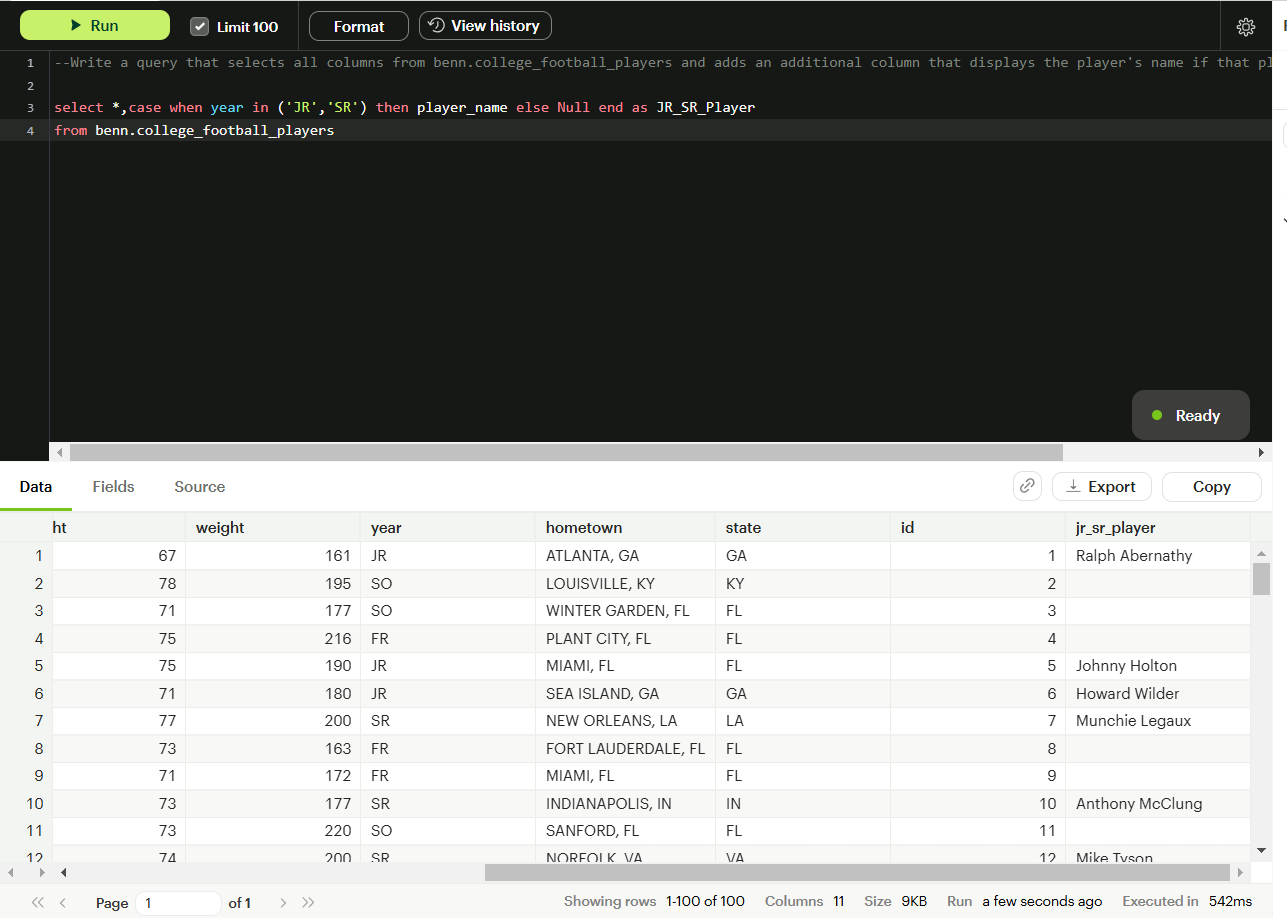 Run Limit 100 Format View history
1 --Write a query that selects all columns from benn.college_football_players and adds an additional column that displays the player's name if that pl
2
3 select *,case when year in ('JR','SR') then player_name else Null end as JR_SR_Player
4 from benn.college_football_players
Ready
Data Fields Source Export Copy
ht weight year hometown state id jr_sr_player
1 67 161 JR ATLANTA, GA GA 1 Ralph Abernathy
2 78 195 SO LOUISVILLE, KY KY 2
3 71 177 SO WINTER GARDEN, FL FL 3
4 75 216 FR PLANT CITY, FL FL 4
5 75 190 JR MIAMI, FL FL 5 Johnny Holton
6 71 180 JR SEA ISLAND, GA GA 6 Howard Wilder
7 77 200 SR NEW ORLEANS, LA LA 7 Munchie Legaux
8 73 163 FR FORT LAUDERDALE, FL FL 8
9 71 172 FR MIAMI, FL FL 9
10 73 177 SR INDIANAPOLIS, IN IN 10 Anthony McClung
11 73 220 SO SANFORD, FL FL 11
12 74 200 SR NORFOLK, VA VA 12 Mike Tyson
Page 1 of 1 Showing rows 1-100 of 100 Columns 11 Size 9KB Run a few seconds ago Executed in 542ms